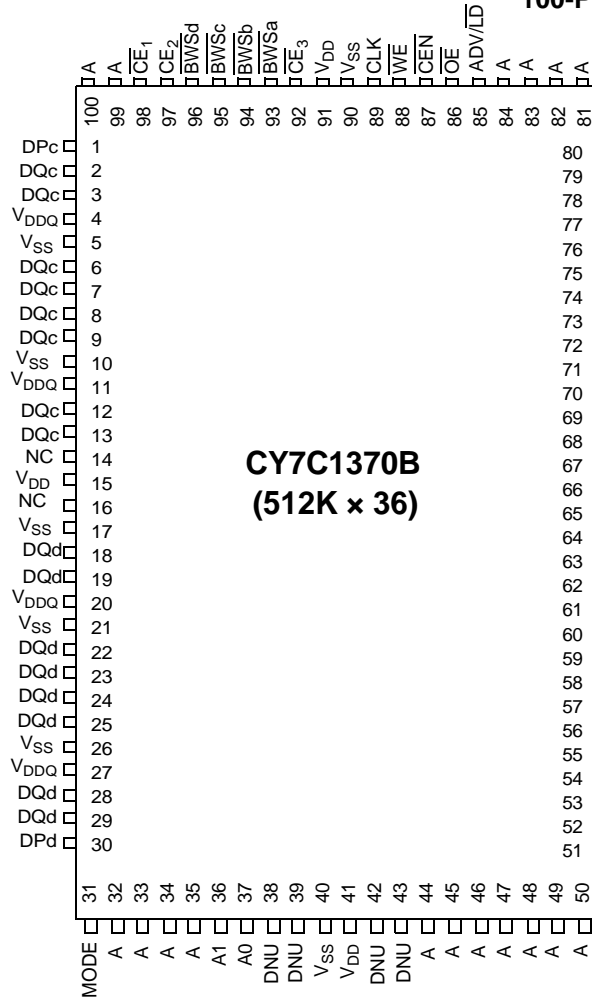 100-P
A A CE1 CE2 BWSd BWSc BWSb BWSa CE3 VDD VSS CLK WE CEN OE ADV/LD A A A A
100 99 98 97 96 95 94 93 92 91 90 89 88 87 86 85 84 83 82 81
DPc 1
DQc 2
DQc 3
VDDQ 4
VSS 5
DQc 6
DQc 7
DQc 8
DQc 9
VSS 10
VDDQ 11
DQc 12
DQc 13
NC 14
VDD 15
NC 16
VSS 17
DQd 18
DQd 19
VDDQ 20
VSS 21
DQd 22
DQd 23
DQd 24
DQd 25
VSS 26
VDDQ 27
DQd 28
DQd 29
DPd 30
CY7C1370B
(512K × 36)
80
79
78
77
76
75
74
73
72
71
70
69
68
67
66
65
64
63
62
61
60
59
58
57
56
55
54
53
52
51
31 32 33 34 35 36 37 38 39 40 41 42 43 44 45 46 47 48 49 50
MODE A A A A A1 A0 DNU DNU VSS VDD DNU DNU A A A A A A A